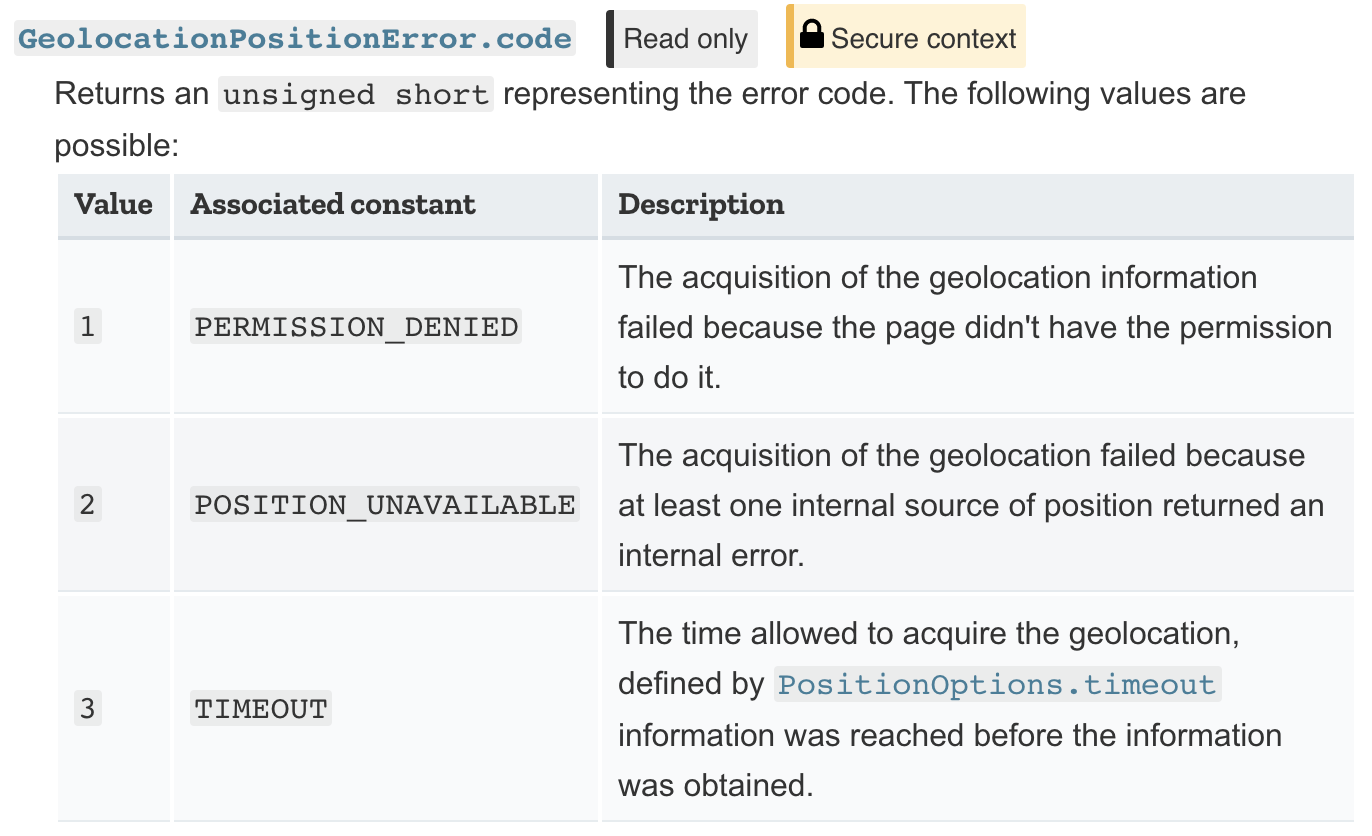 GeolocationPositionError.code Read only Secure context
Returns an unsigned short representing the error code. The following values are
possible:
Value Associated constant Description
The acquisition of the geolocation information
1 PERMISSION_DENIED failed because the page didn't have the permission
to do it.
The acquisition of the geolocation failed because
2 POSITION_UNAVAILABLE at least one internal source of position returned an
internal error.
The time allowed to acquire the geolocation,
defined by PositionOptions.timeout
3 TIMEOUT
information was reached before the information
was obtained.